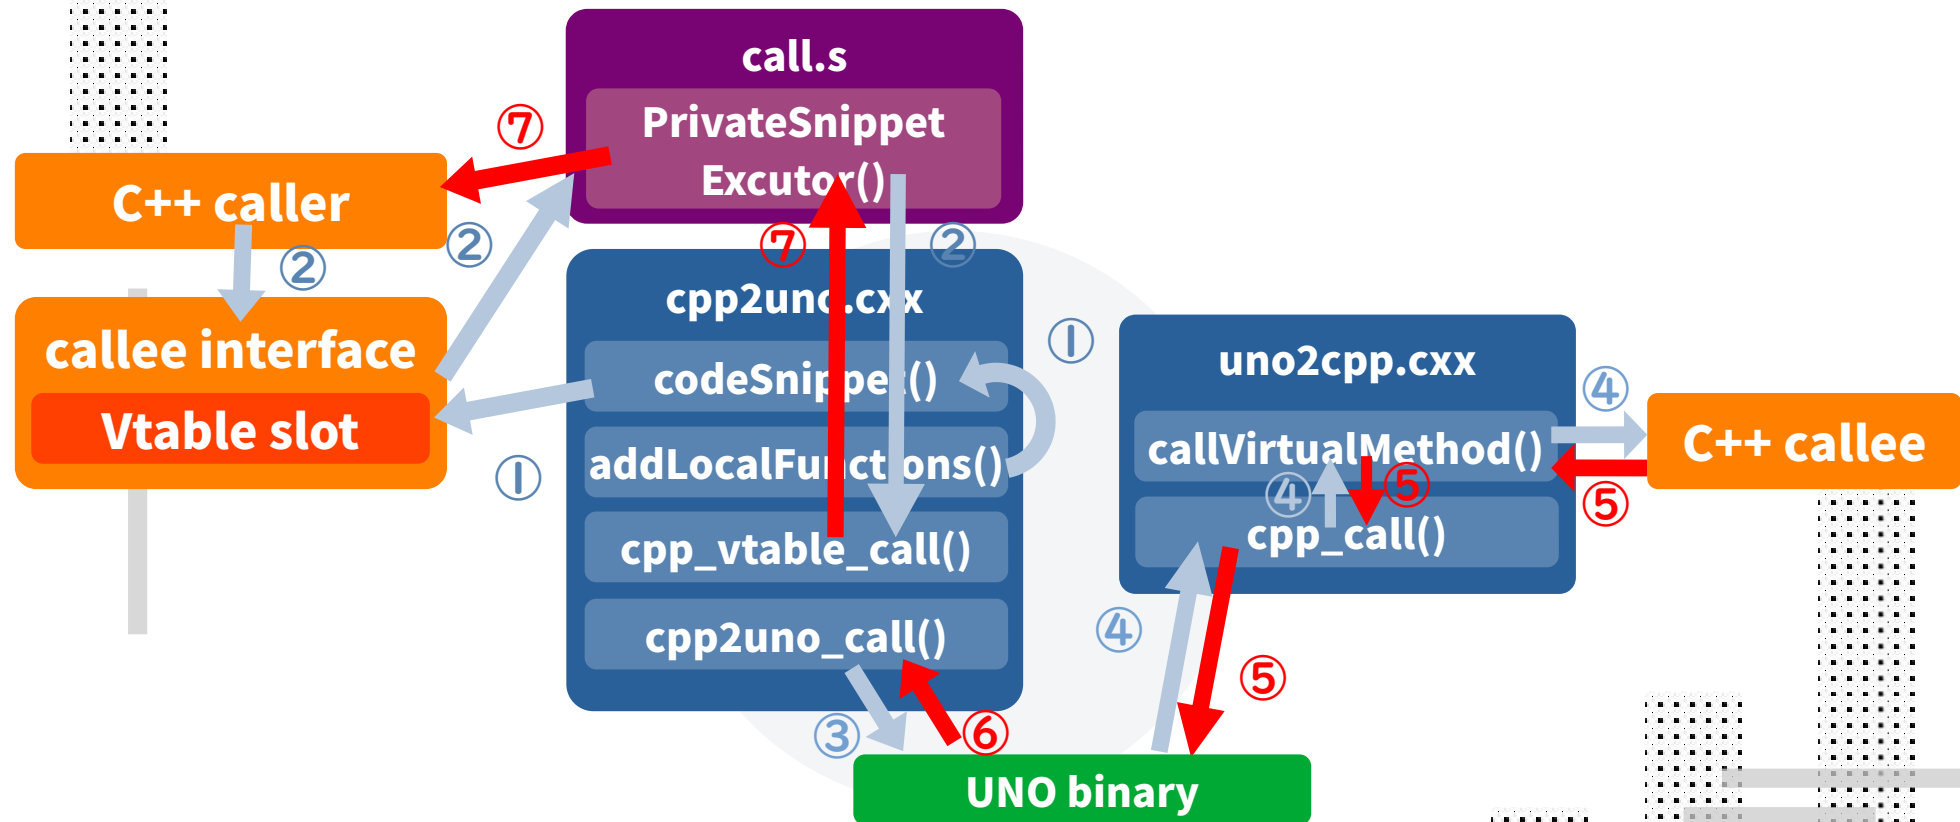 call.s
PrivateSnippet
Excutor()
⑦
C++ caller
②
②
⑦
②
callee interface
Vtable slot
①
cpp2uno.cxx
codeSnippet()
①
addLocalFunctions()
cpp_vtable_call()
cpp2uno_call()
uno2cpp.cxx
callVirtualMethod()
④
⑤
cpp_call()
④
C++ callee
⑤
④
⑤
③
⑥
UNO binary